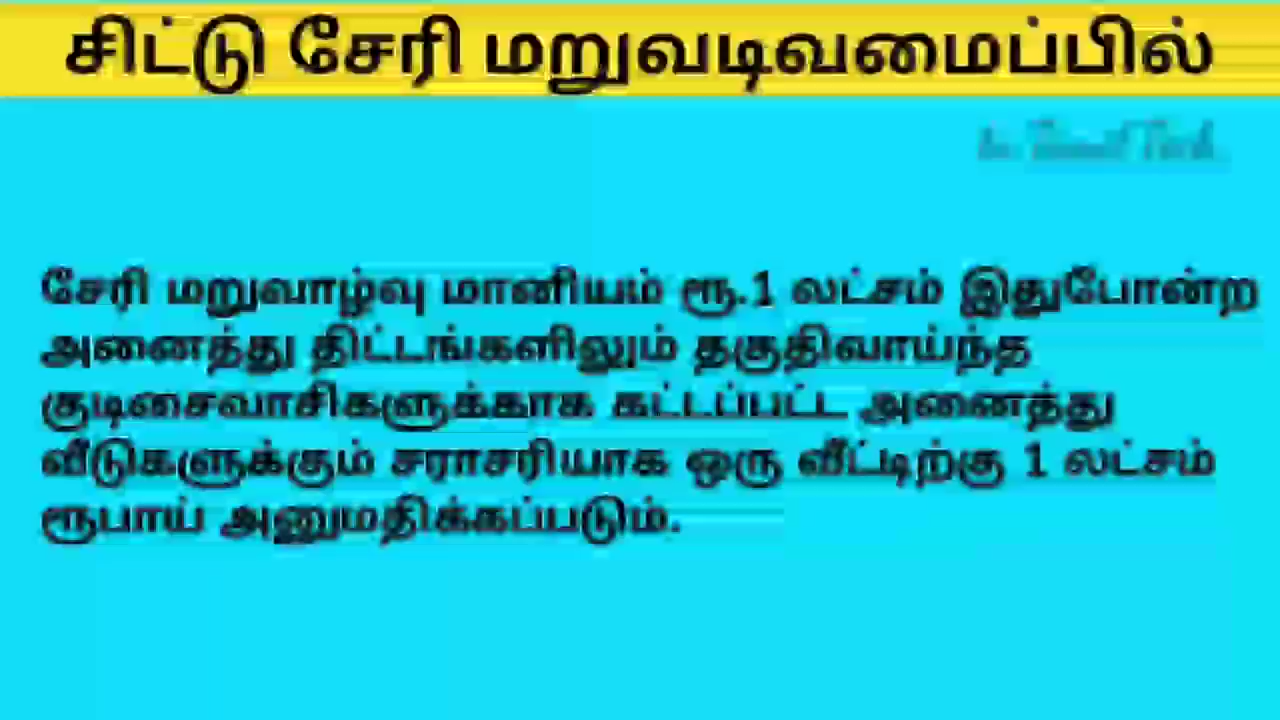 சிட்டு சேரி மறுவடிவமைப்பில்
சேரி மறுவாழ்வு மானியம் ரூ.1 லட்சம் இதுபோன்ற
அனைத்து திட்டங்களிலும் தகுதிவாய்ந்த
குடிசைவாசிகளுக்காக கட்டப்பட்ட அனைத்து
வீடுகளுக்கும் சராசரியாக ஒரு வீட்டிற்கு 1 லட்சம்
ரூபாய் அனுமதிக்கப்படும்.